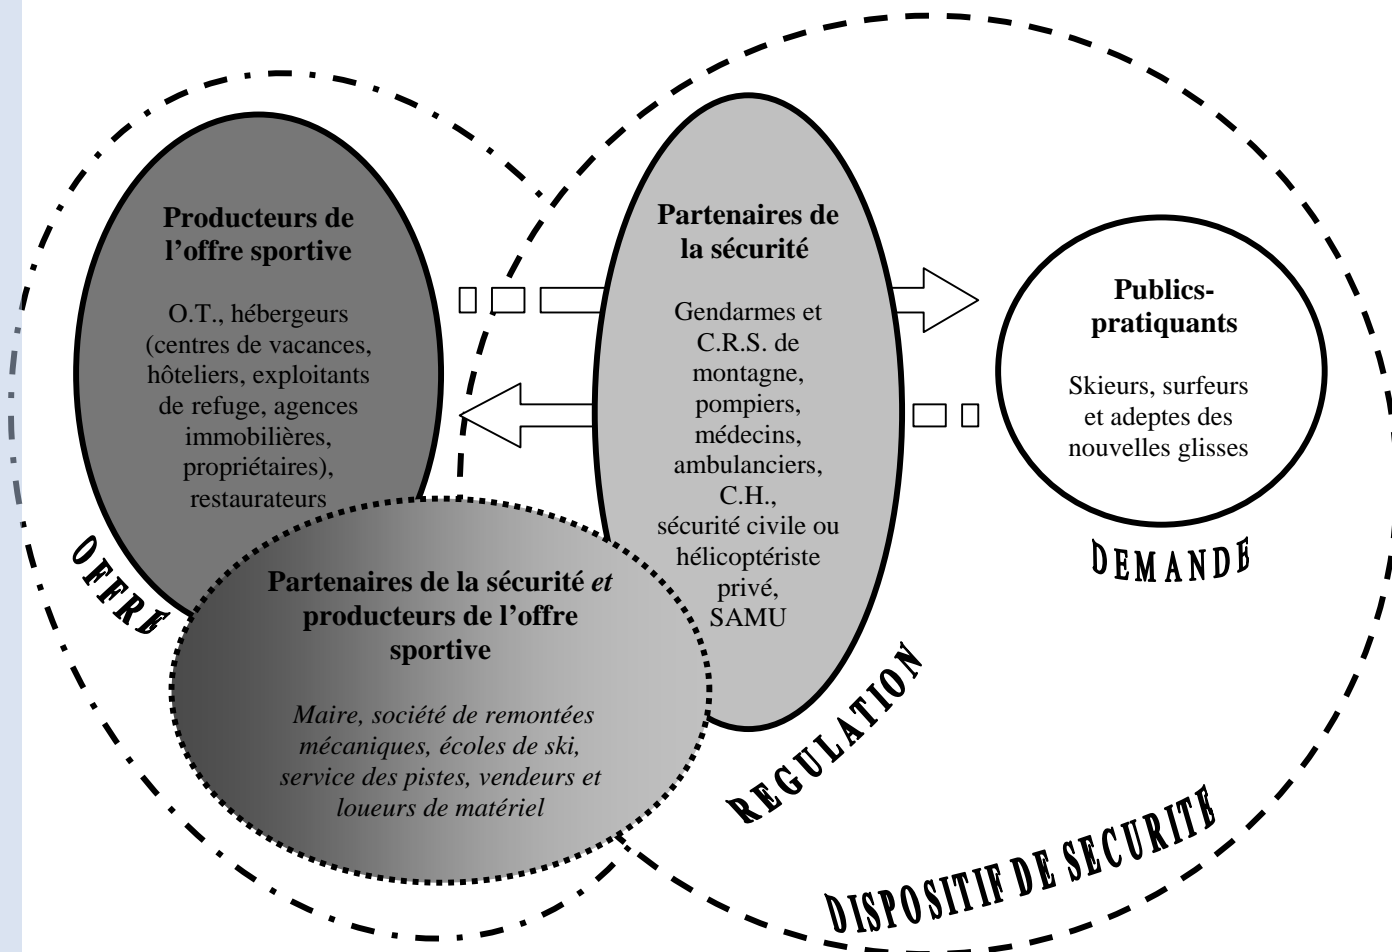 Producteurs de
l’offre sportive
O.T., hébergeurs
(centres de vacances,
hôteliers, exploitants
de refuge, agences
immobilières,
propriétaires),
restaurateurs
OFFRE
Partenaires de la sécurité et
producteurs de l’offre
sportive
Maire, société de remontées
mécaniques, écoles de ski,
service des pistes, vendeurs et
loueurs de matériel
Partenaires de
la sécurité
Gendarmes et
C.R.S. de
montagne,
pompiers,
médecins,
ambulanciers,
C.H.,
sécurité civile ou
hélicoptériste
privé,
SAMU
REGULATION
Publics-
pratiquants
Skieurs, surfeurs
et adeptes des
nouvelles glisses
DEMANDE
DISPOSITIF DE SECURITE